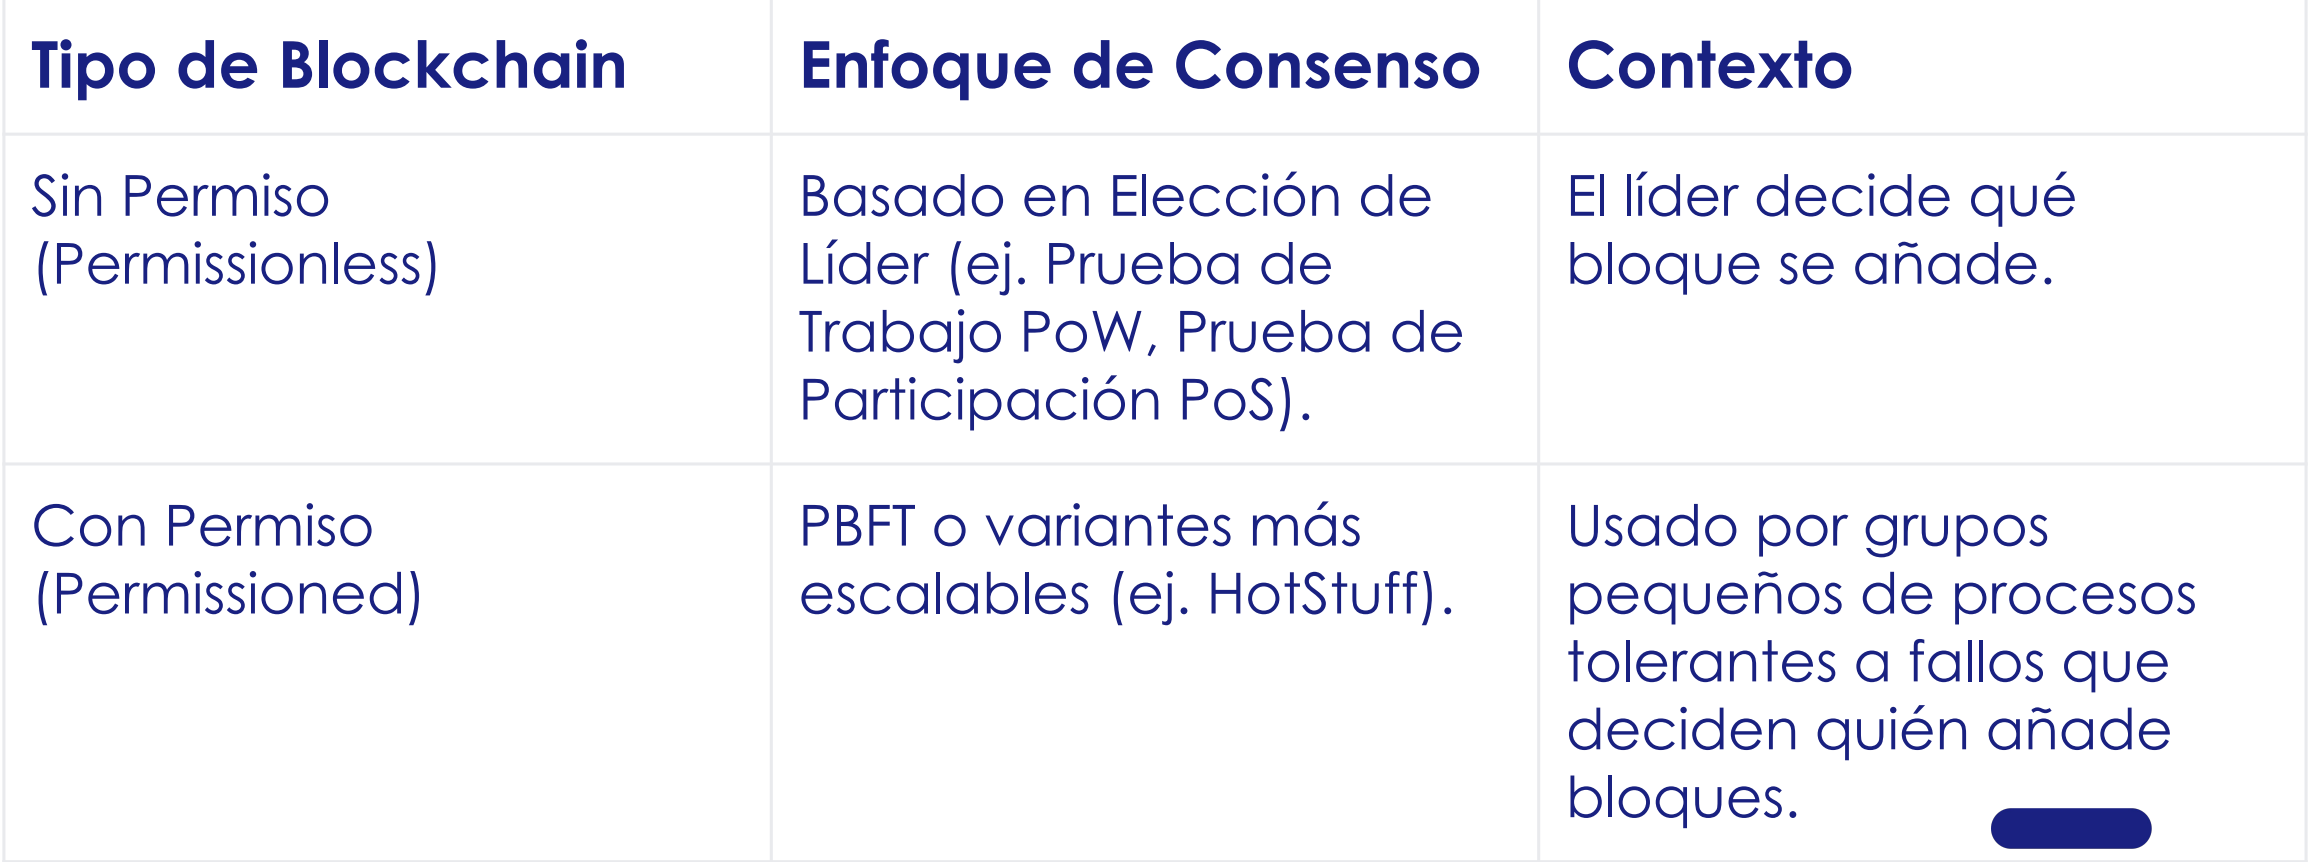 Tipo de Blockchain
Enfoque de Consenso
Contexto
Sin Permiso
(Permissionless)
Basado en Elección de
Líder (ej. Prueba de
Trabajo PoW, Prueba de
Participación PoS).
El líder decide qué
bloque se añade.
Con Permiso
(Permissioned)
PBFT o variantes más
escalables (ej. HotStuff).
Usado por grupos
pequeños de procesos
tolerantes a fallos que
deciden quién añade
bloques.